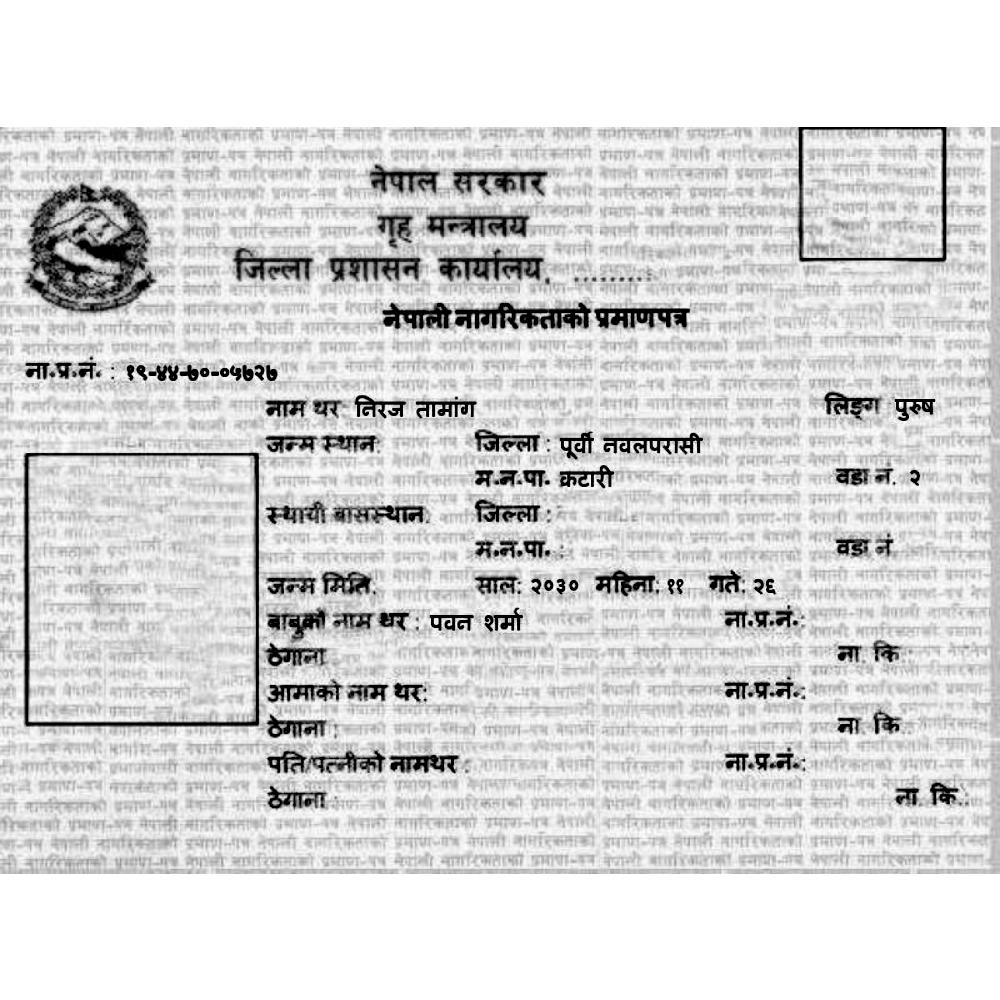 नेपाल सरकार
गृह मन्त्रालय
जिल्ला प्रशासन कार्यालय, .........
नेपाली नागरिकताको प्रमाणपत्र
ना.प्र.नं. : १९-४४-७०-०५७२७
नाम थर: निरज तामांग लिङ्ग पुरुष
जन्म स्थान: जिल्ला : पूर्वी नवलपरासी
म.न.पा. कटारी वडा नं. २
स्थायी बासस्थान: जिल्ला :
म.न.पा. : वडा नं.
जन्म मिति: साल: २०३० महिना: ११ गते: २६
बाबुको नाम थर : पवन शर्मा ना.प्र.नं.:
ठेगाना : ना. कि.:
आमाको नाम थर: ना.प्र.नं.:
ठेगाना : ना. कि.:
पति/पत्नीको नामथर : ना.प्र.नं.:
ठेगाना : ना. कि.: